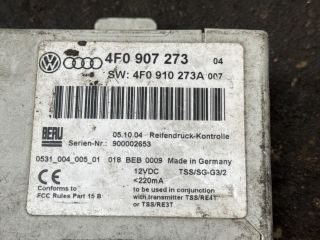 4F0 907 273 04
SW: 4F0 910 273A 007
BERU
05.10.04 Reifendruck-Kontrolle
Serien-Nr.: 900002653
0531_004_005_01 018 BEB 0009 Made in Germany
CE
12VDC TSS/SG-G3/2
<220mA
Conforms to
FCC Rules Part 15 B
to be used in conjunction
with transmitter TSS/RE4T
or TSS/RE3T